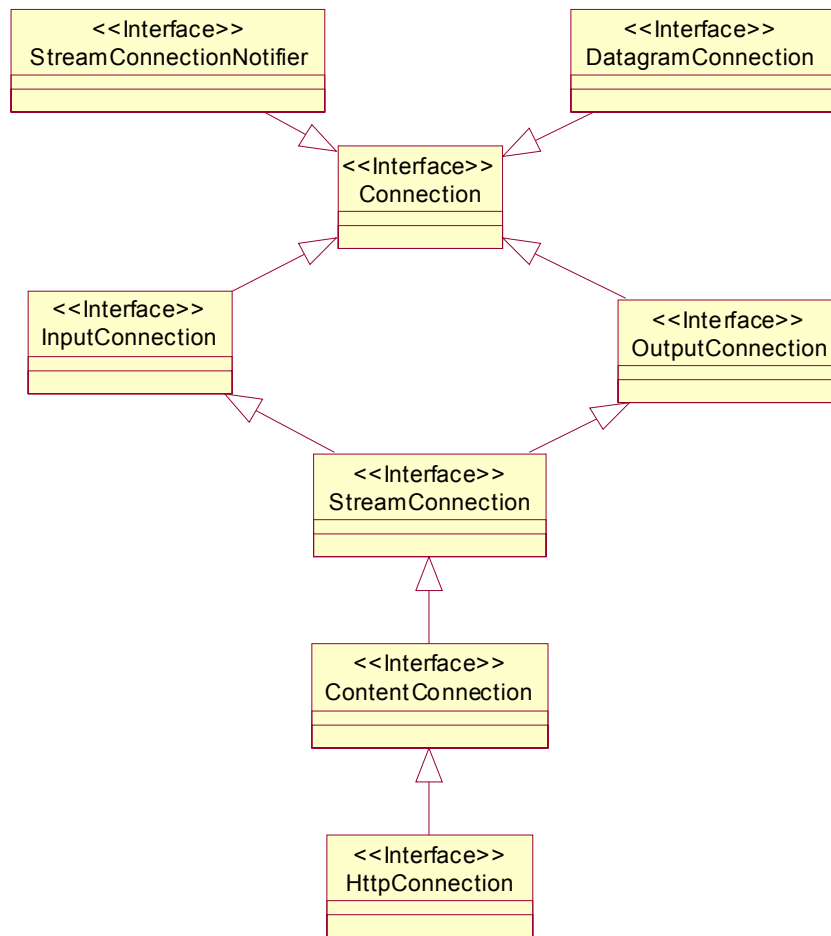 <<Interface>>
StreamConnectionNotifier
<<Interface>>
DatagramConnection
<<Interface>>
Connection
<<Interface>>
InputConnection
<<Interface>>
OutputConnection
<<Interface>>
StreamConnection
<<Interface>>
ContentConnection
<<Interface>>
HttpConnection